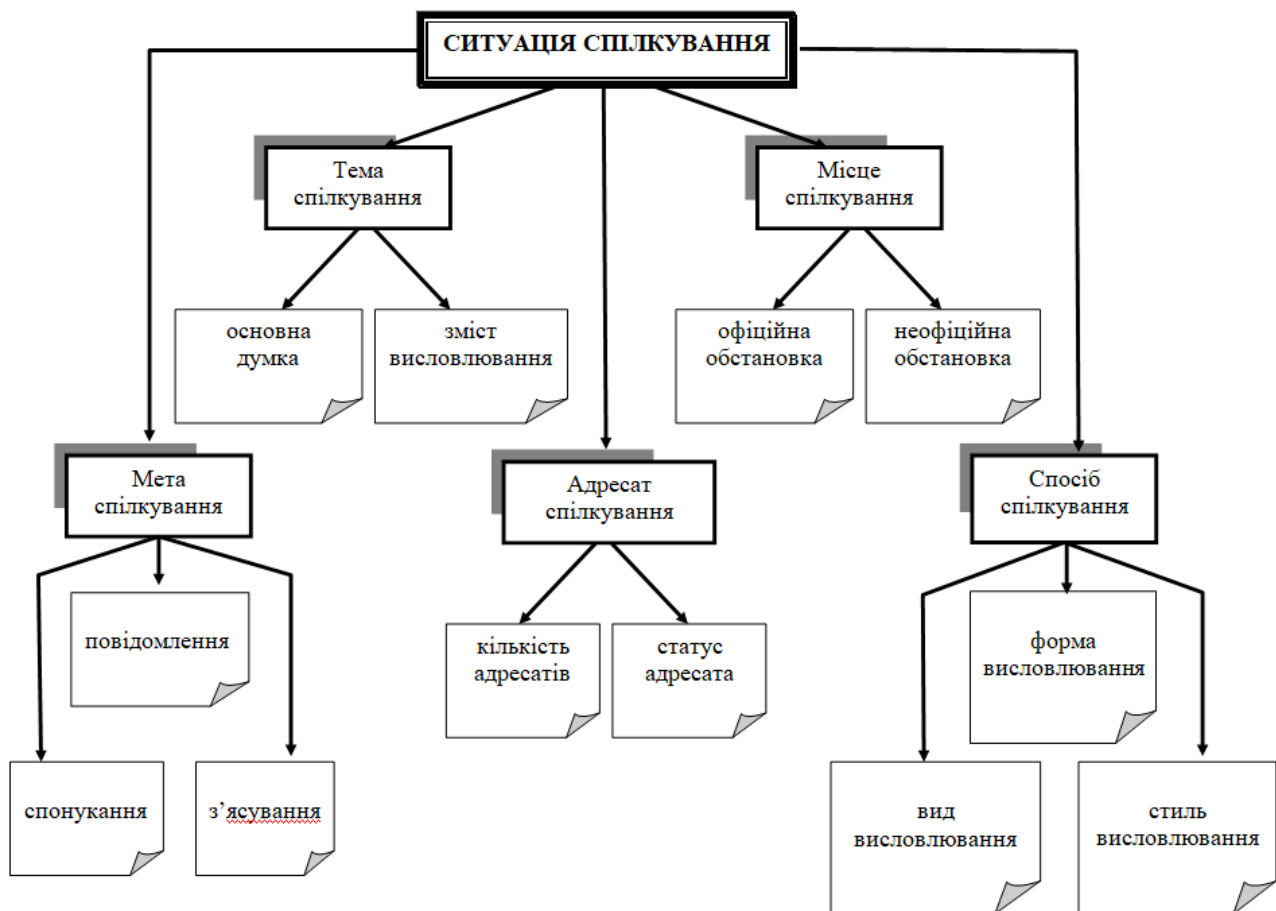 СИТУАЦІЯ СПІЛКУВАННЯ
Тема
спілкування
Місце
спілкування
основна
думка
зміст
висловлювання
офіційна
обстановка
неофіційна
обстановка
Мета
спілкування
Адресат
спілкування
Спосіб
спілкування
повідомлення
кількість
адресатів
статус
адресата
форма
висловлювання
спонукання
з’ясування
вид
висловлювання
стиль
висловлювання